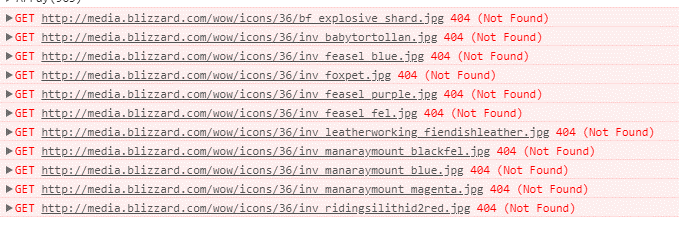 ▶GET http://media.blizzard.com/wow/icons/36/bf_explosive_shard.jpg 404 (Not Found)
▶GET http://media.blizzard.com/wow/icons/36/inv_babytortollan.jpg 404 (Not Found)
▶GET http://media.blizzard.com/wow/icons/36/inv_feasel_blue.jpg 404 (Not Found)
▶GET http://media.blizzard.com/wow/icons/36/inv_foxpet.jpg 404 (Not Found)
▶GET http://media.blizzard.com/wow/icons/36/inv_feasel_purple.jpg 404 (Not Found)
▶GET http://media.blizzard.com/wow/icons/36/inv_feasel_fel.jpg 404 (Not Found)
▶GET http://media.blizzard.com/wow/icons/36/inv_leatherworking_fiendishleather.jpg 404 (Not Found)
▶GET http://media.blizzard.com/wow/icons/36/inv_manaraymount_blackfel.jpg 404 (Not Found)
▶GET http://media.blizzard.com/wow/icons/36/inv_manaraymount_blue.jpg 404 (Not Found)
▶GET http://media.blizzard.com/wow/icons/36/inv_manaraymount_magenta.jpg 404 (Not Found)
▶GET http://media.blizzard.com/wow/icons/36/inv_ridingsilithid2red.jpg 404 (Not Found)